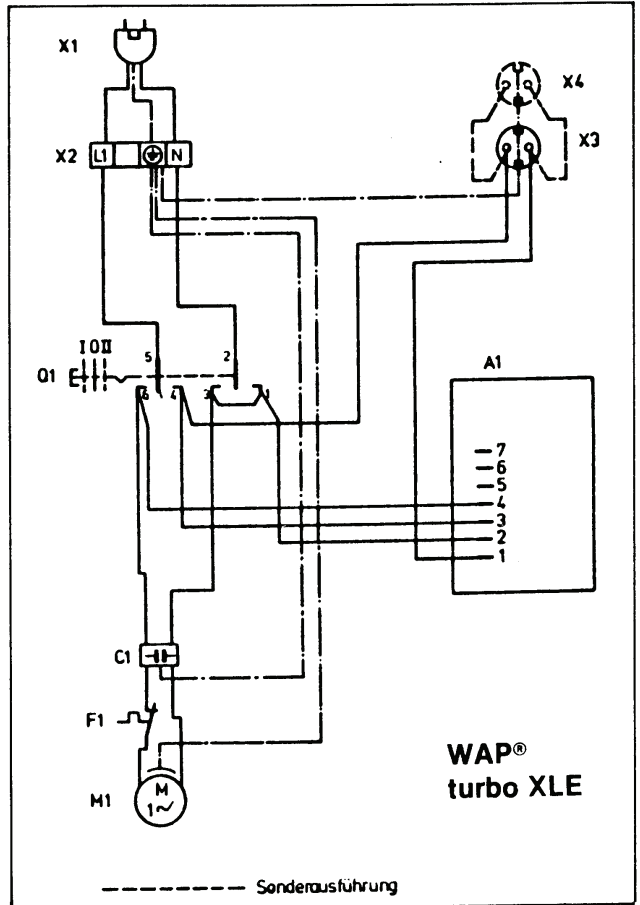 X1
X4
X3
X2
L1
N
I 0 II
5
2
Q1
6
4
3
1
A1
7
6
5
4
3
2
1
C1
F1
M1
M
1~
WAP®
turbo XLE
Sonderausführung